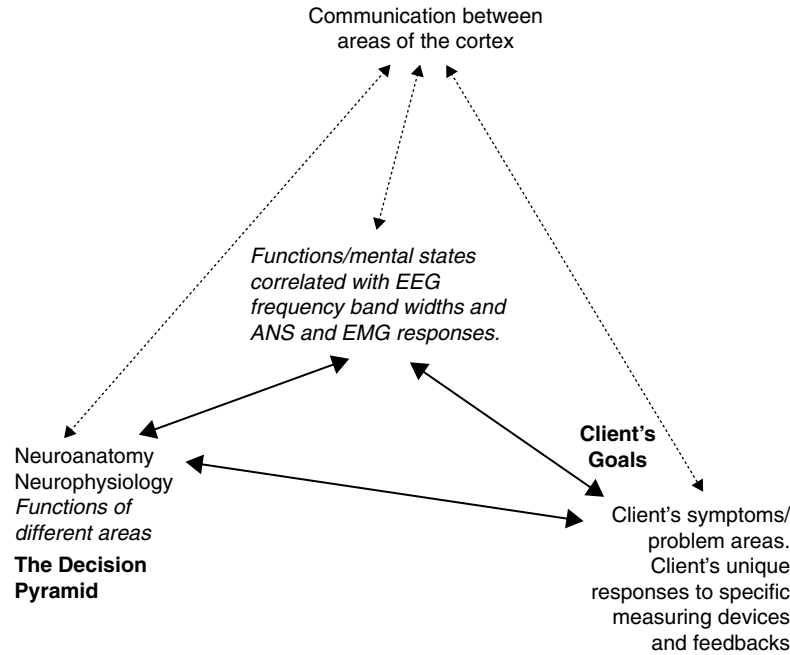 Communication between
areas of the cortex
Functions/mental states
correlated with EEG
frequency band widths and
ANS and EMG responses.
Client's
Goals
Neuroanatomy
Neurophysiology
Functions of
different areas
The Decision
Pyramid
Client's symptoms/
problem areas.
Client's unique
responses to specific
measuring devices
and feedbacks